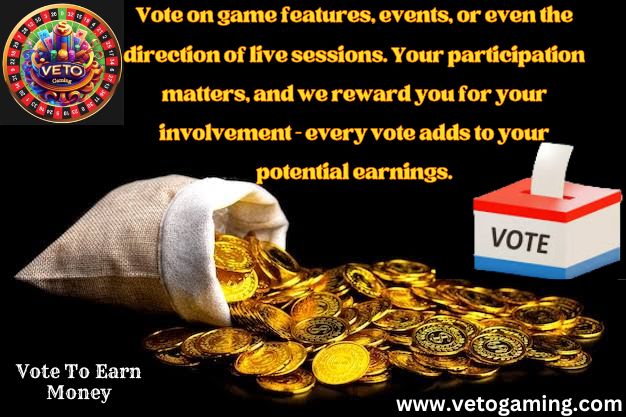 Vote on game features, events, or even the
direction of live sessions. Your participation
matters, and we reward you for your
involvement - every vote adds to your
potential earnings.
VETO
Gaming
VOTE
Vote To Earn
Money
www.vetogaming.com